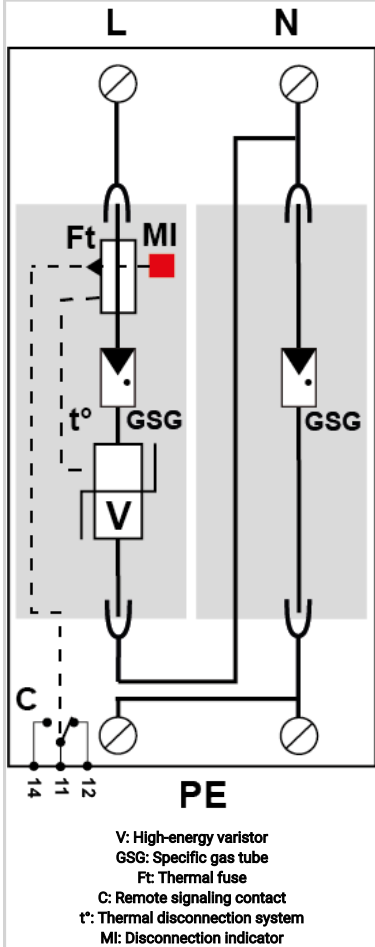 L N
Ft MI
t° GSG GSG
V
C
14 11 12
PE
V: High-energy varistor
GSG: Specific gas tube
Ft: Thermal fuse
C: Remote signaling contact
t°: Thermal disconnection system
MI: Disconnection indicator